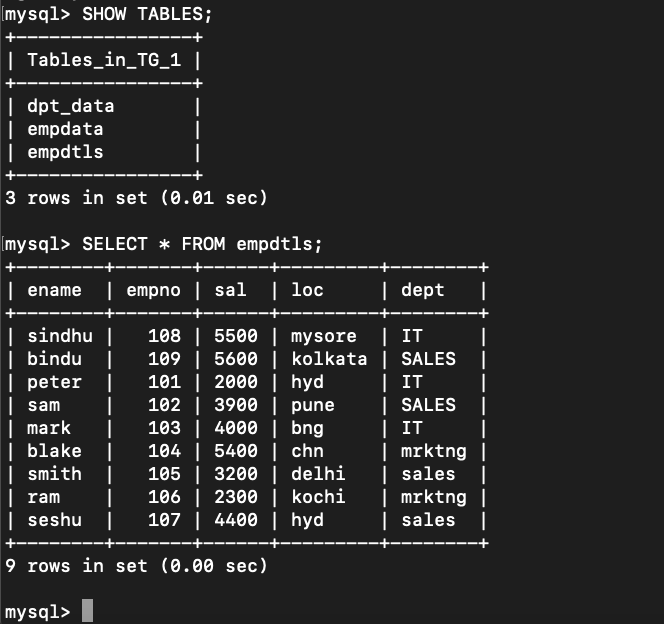 mysql> SHOW TABLES;
+----------------+
| Tables_in_TG_1 |
+----------------+
| dpt_data       |
| empdata        |
| empdtls        |
+----------------+
3 rows in set (0.01 sec)

mysql> SELECT * FROM empdtls;
+--------+-------+------+---------+--------+
| ename  | empno | sal  | loc     | dept   |
+--------+-------+------+---------+--------+
| sindhu |   108 | 5500 | mysore  | IT     |
| bindu  |   109 | 5600 | kolkata | SALES  |
| peter  |   101 | 2000 | hyd     | IT     |
| sam    |   102 | 3900 | pune    | SALES  |
| mark   |   103 | 4000 | bng     | IT     |
| blake  |   104 | 5400 | chn     | mrktng |
| smith  |   105 | 3200 | delhi   | sales  |
| ram    |   106 | 2300 | kochi   | mrktng |
| seshu  |   107 | 4400 | hyd     | sales  |
+--------+-------+------+---------+--------+
9 rows in set (0.00 sec)

mysql>